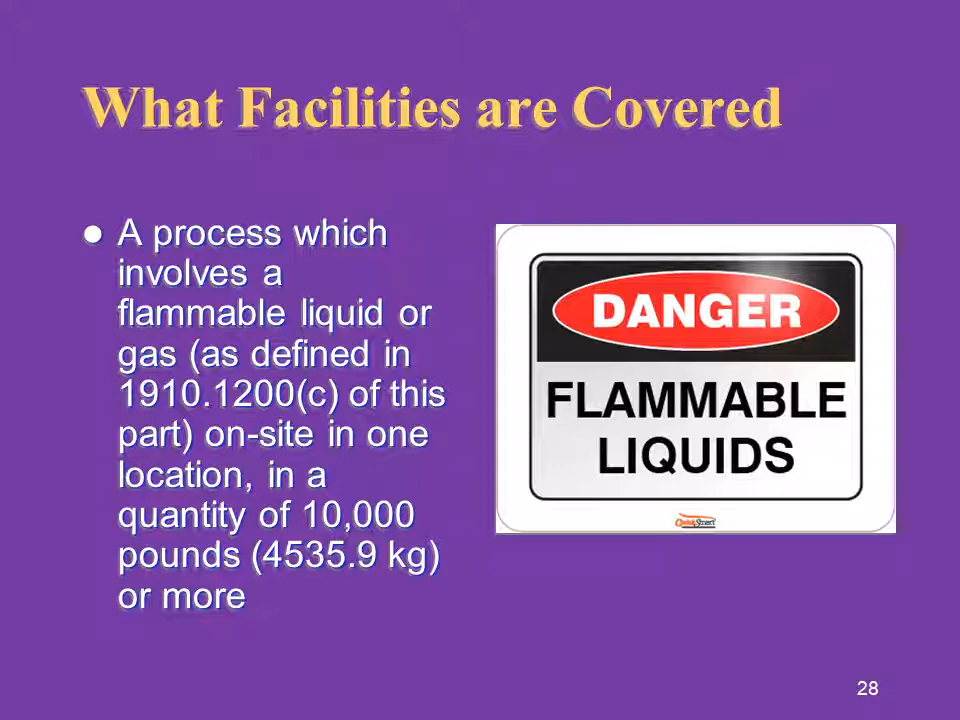 What Facilities are Covered
● A process which
involves a
flammable liquid or
gas (as defined in
1910.1200(c) of this
part) on-site in one
location, in a
quantity of 10,000
pounds (4535.9 kg)
or more
DANGER
FLAMMABLE
LIQUIDS
28